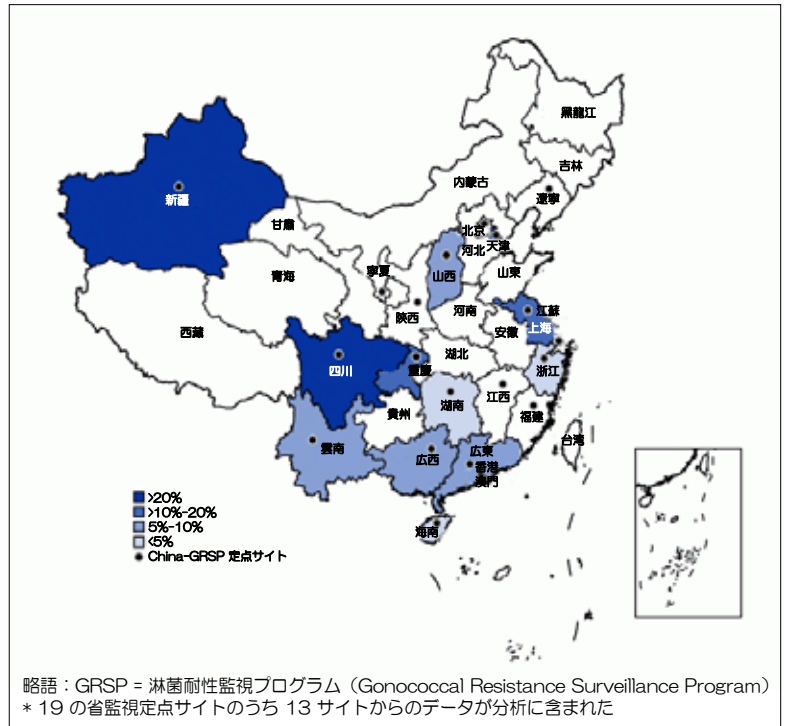 黒龍江
吉林
内蒙古
遼寧
新疆
北京
甘粛
天津
河北
寧夏
山西
青海
山東
陝西
河南
江蘇
西藏
安徽
上海
四川
重慶
湖北
浙江
湖南
江西
貴州
福建
雲南
広西
広東
台湾
香港
澳門
海南
>20%
>10%-20%
5%-10%
<5%
China-GRSP 定点サイト
略語：GRSP = 淋菌耐性監視プログラム（Gonococcal Resistance Surveillance Program）
* 19 の省監視定点サイトのうち 13 サイトからのデータが分析に含まれた